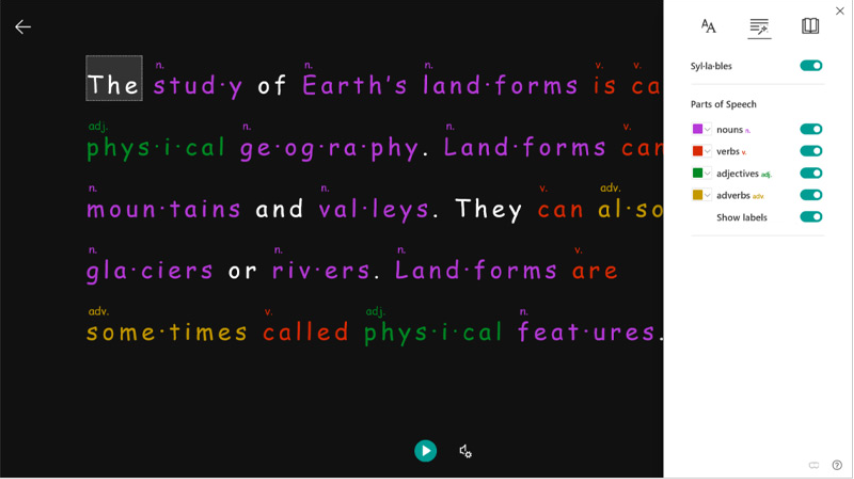 n. n. n. n. v. v.
The stud·y of Earth's land·forms is ca
adj. n. n. v.
phys·i·cal ge·og·ra·phy. Land·forms can
n. n. v. adv.
moun·tains and val·leys. They can al·so
n. n. n. v.
gla·ciers or riv·ers. Land·forms are
adv. v. adj. n.
some·times called phys·i·cal feat·ures.
AA
Syl·la·bles
Parts of Speech
nouns n.
verbs v.
adjectives adj.
adverbs adv
Show labels